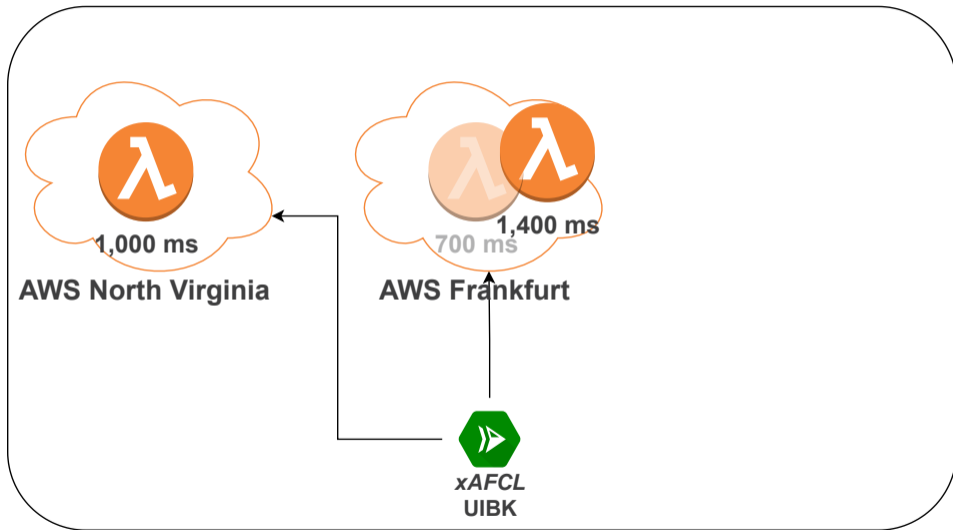 1,000 ms
AWS North Virginia
700 ms
1,400 ms
AWS Frankfurt
xAFCL
UIBK